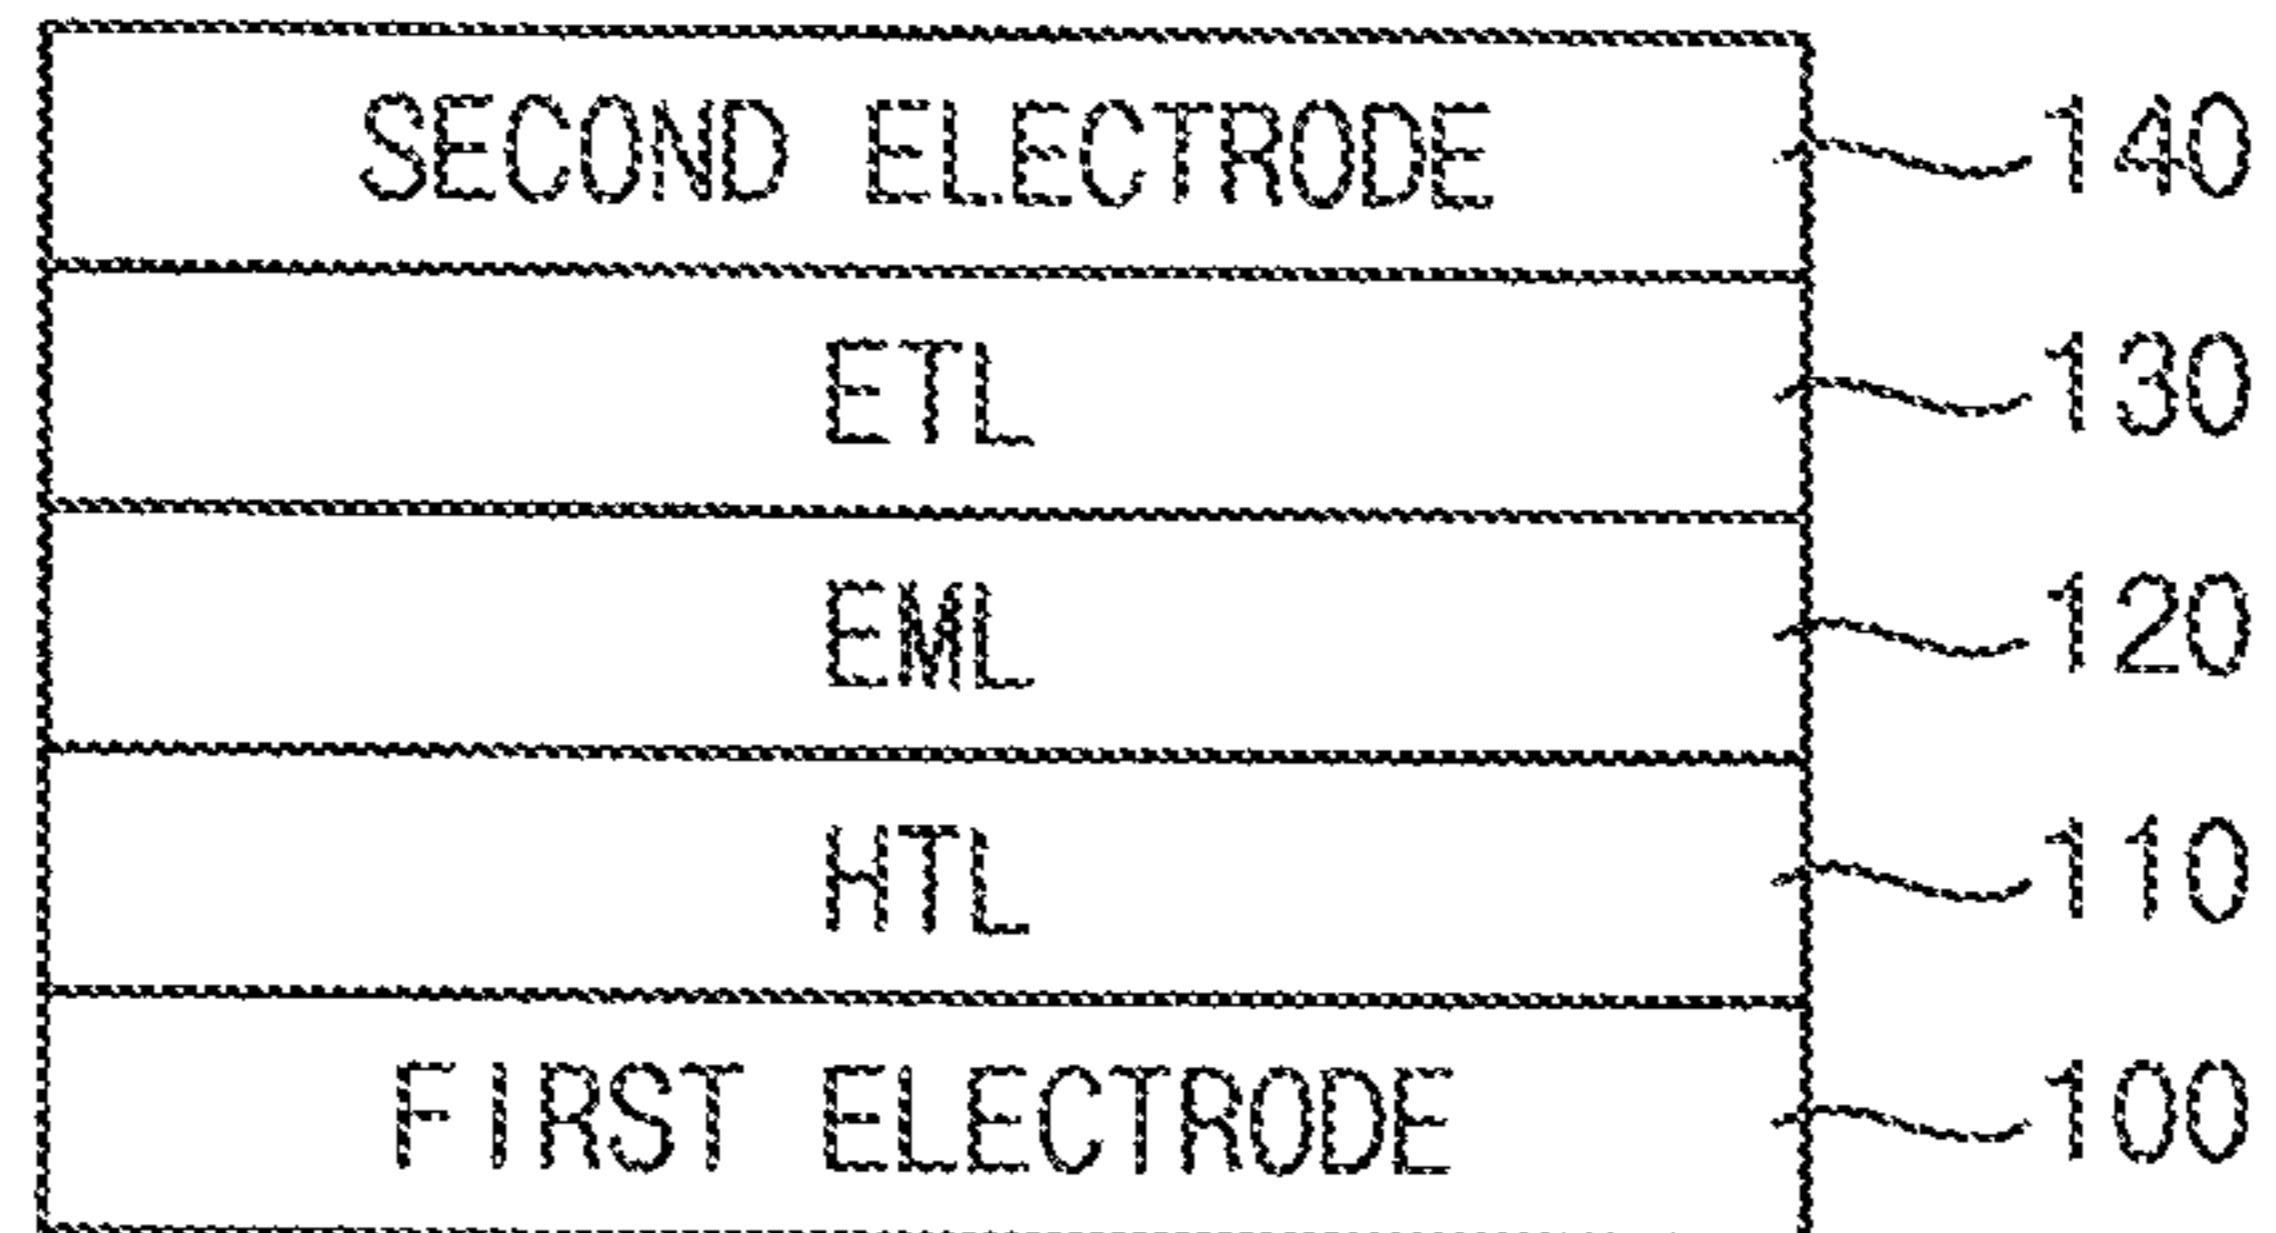 SECOND ELECTRODE 140
ETL 130
EML 120
HTL 110
FIRST ELECTRODE 100